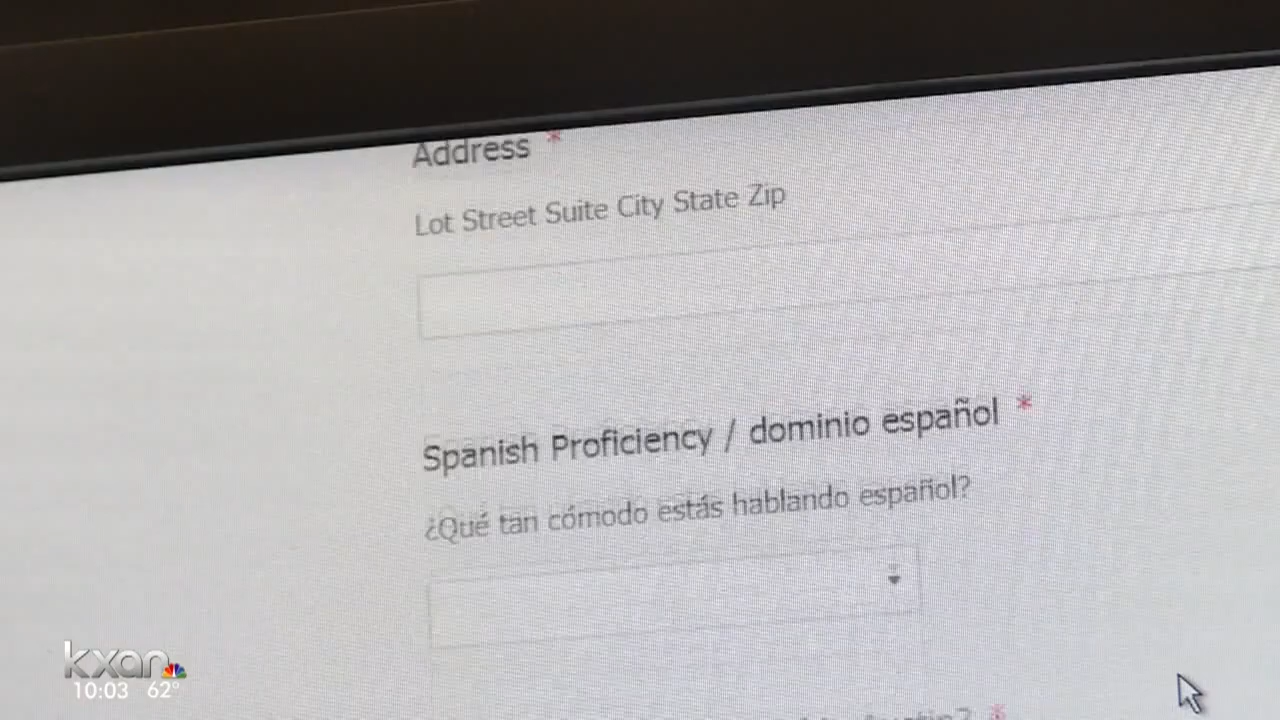 Address *
Lot Street Suite City State Zip
Spanish Proficiency / dominio español *
¿Qué tan cómodo estás hablando español?
*
kxan
10:03 62°